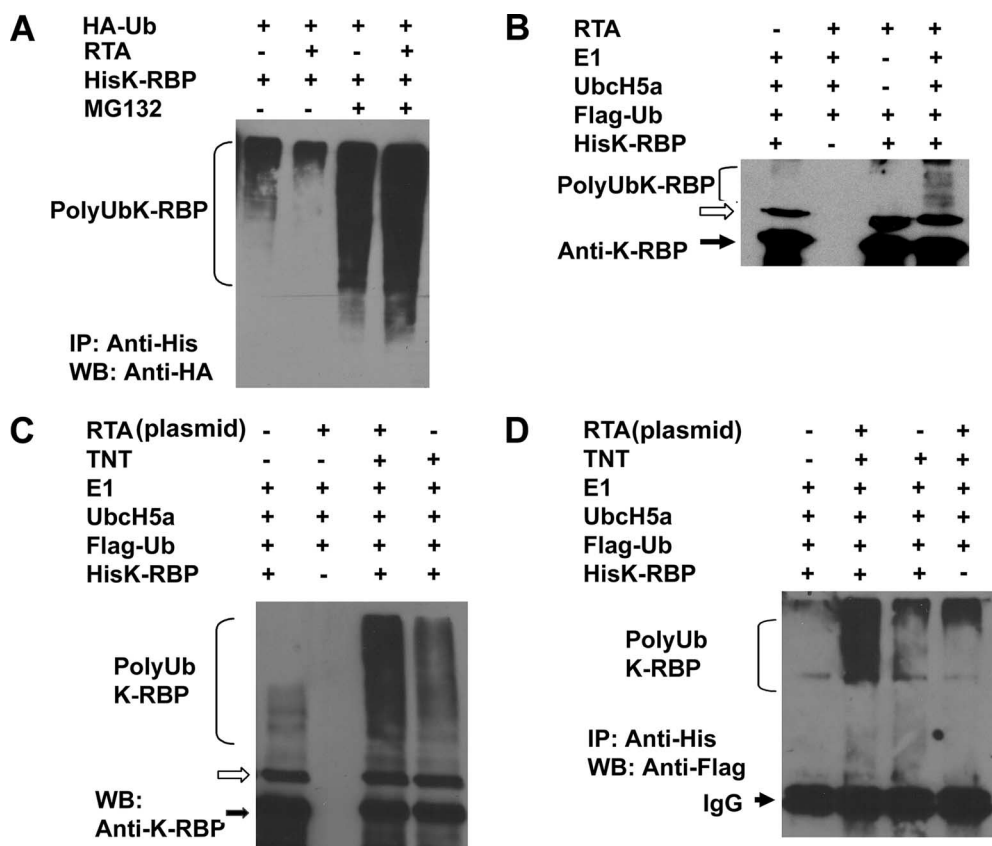 A
HA-Ub + + + +
RTA - + - +
HisK-RBP + + + +
MG132 - - + +
PolyUbK-RBP
IP: Anti-His
WB: Anti-HA
B
RTA - + + +
E1 + + - +
UbcH5a + + - +
Flag-Ub + + + +
HisK-RBP + - + +
PolyUbK-RBP
Anti-K-RBP
C
RTA(plasmid) - + + -
TNT - - + +
E1 + + + +
UbcH5a + + + +
Flag-Ub + + + +
HisK-RBP + - + +
PolyUb
K-RBP
WB:
Anti-K-RBP
D
RTA(plasmid) - + - +
TNT - + + +
E1 + + + +
UbcH5a + + + +
Flag-Ub + + + +
HisK-RBP + + + -
PolyUb
K-RBP
IP: Anti-His
WB: Anti-Flag
IgG